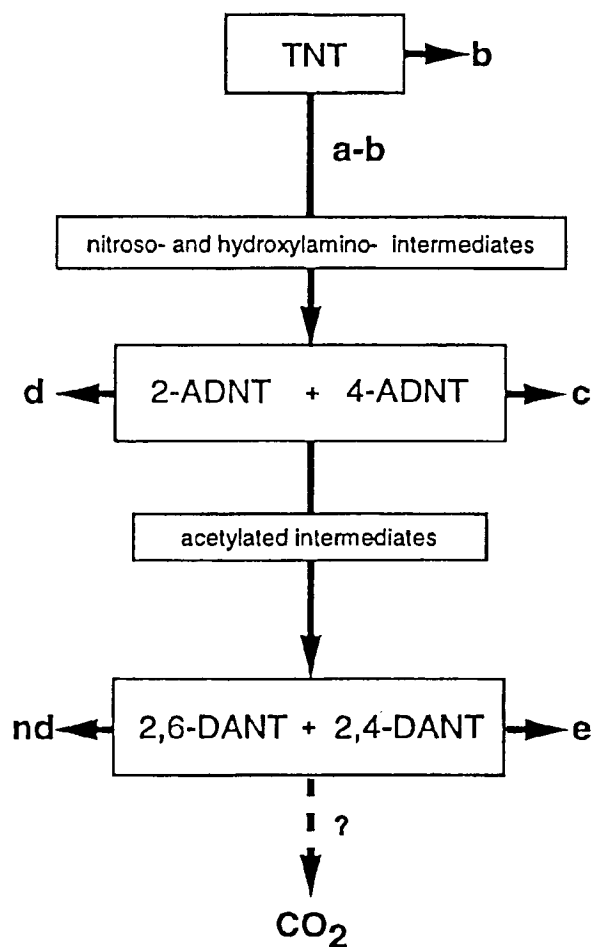 TNT b
a-b
nitroso- and hydroxylamino- intermediates
d 2-ADNT + 4-ADNT c
acetylated intermediates
nd 2,6-DANT + 2,4-DANT e
?
CO2